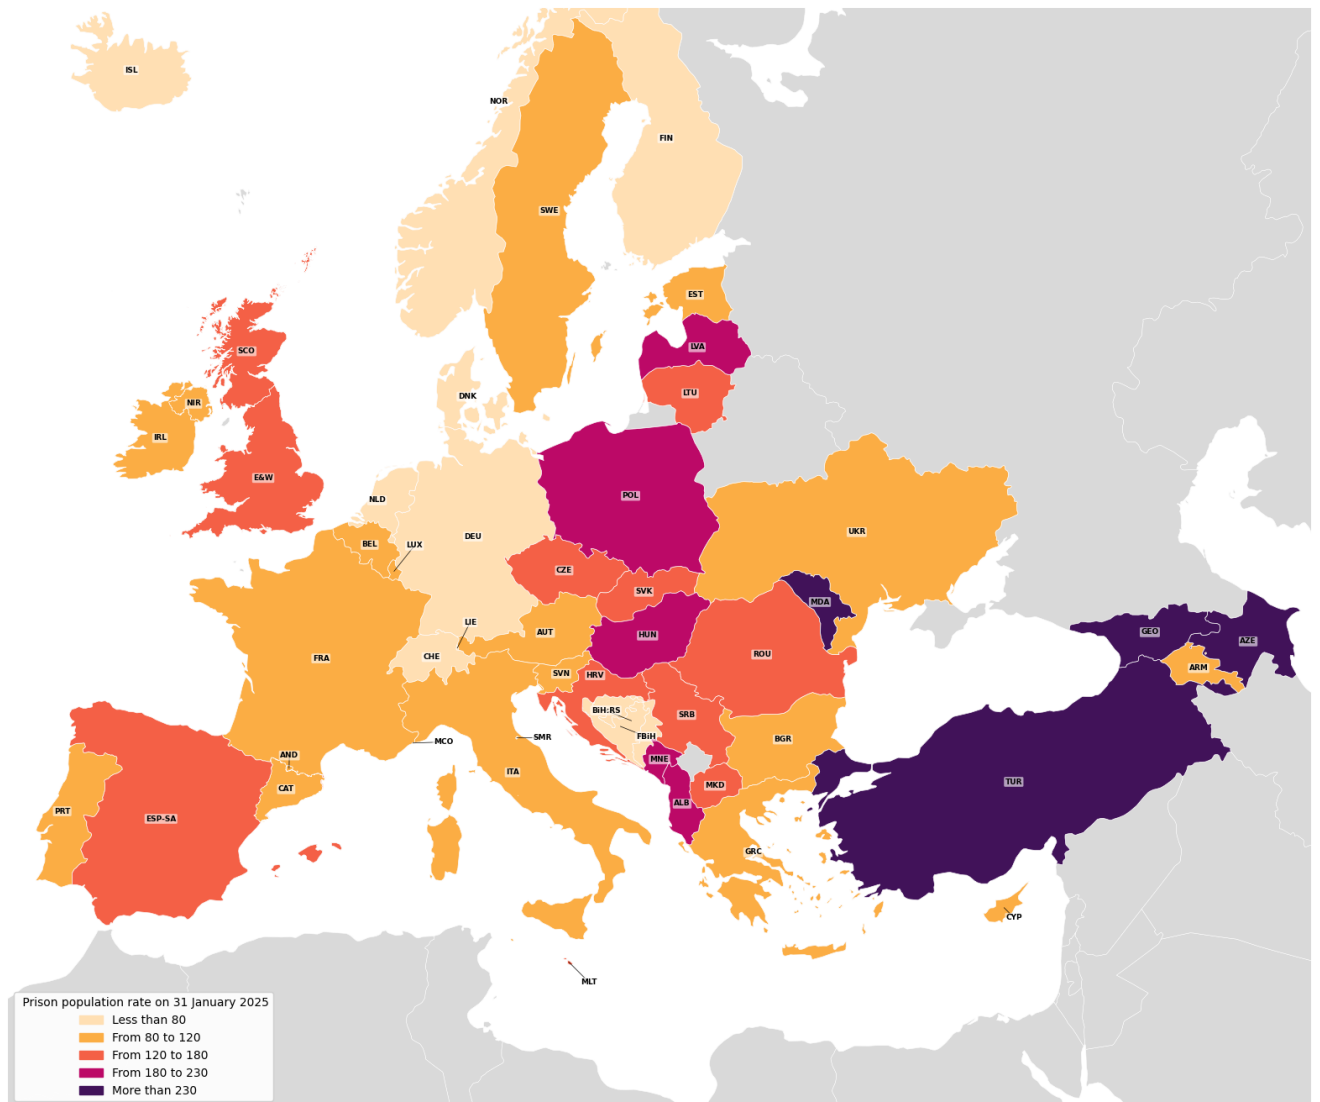 ISL
NOR
FIN
SWE
EST
SCO
LVA
LTU
DNK
NIR
IRL
E&W
NLD
POL
UKR
DEU
BEL
LUX
CZE
SVK
MDA
LIE
AUT
HUN
GEO
AZE
FRA
CHE
ROU
ARM
SVN
HRV
BiH:RS
SRB
FBiH
BGR
MCO
SMR
AND
MNE
ITA
CAT
MKD
TUR
ALB
PRT
ESP-SA
GRC
CYP
MLT
Prison population rate on 31 January 2025
Less than 80
From 80 to 120
From 120 to 180
From 180 to 230
More than 230